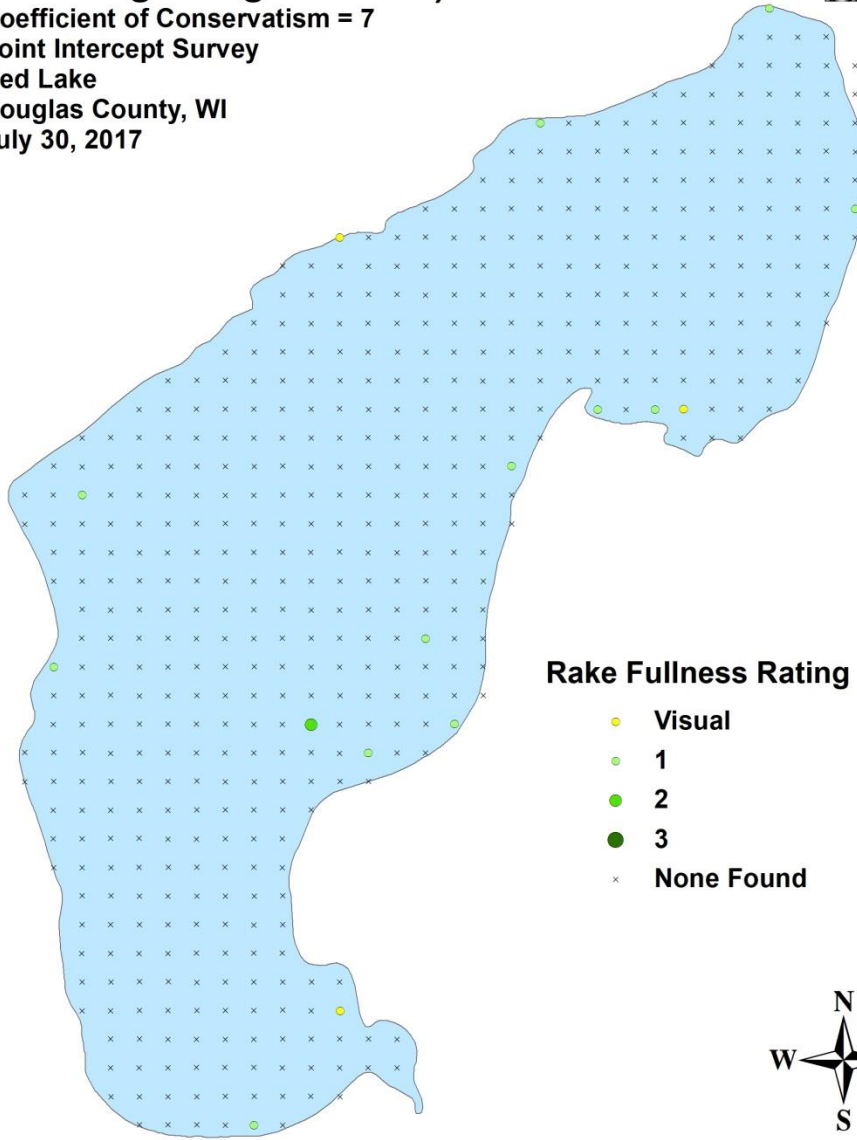 oefficient of Conservatism = 7
oint Intercept Survey
ed Lake
ouglas County, WI
uly 30, 2017
Rake Fullness Rating
Visual
1
2
3
None Found
N
W
S